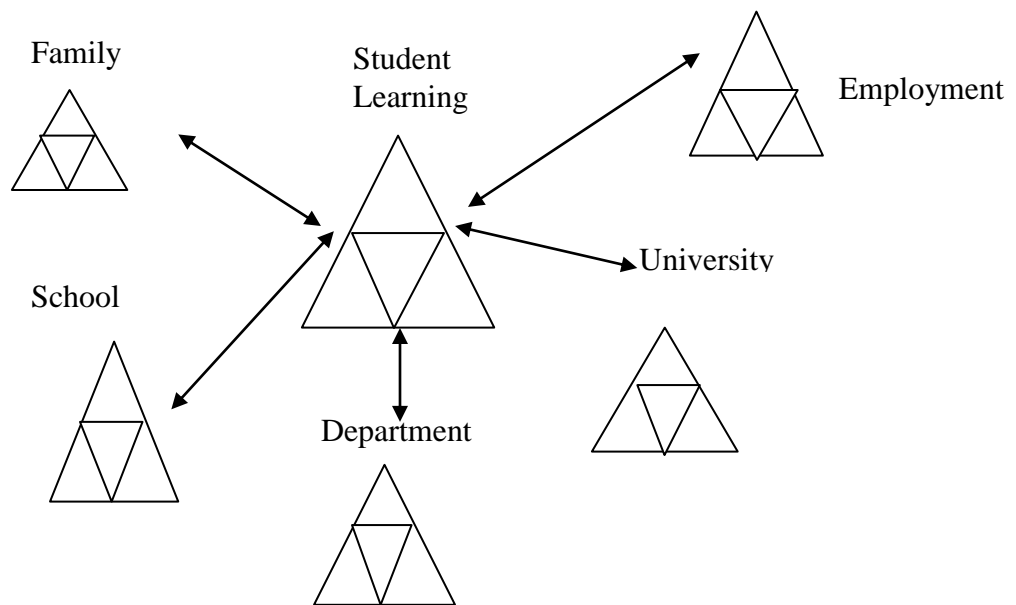 Family
Student
Learning
Employment
University
School
Department